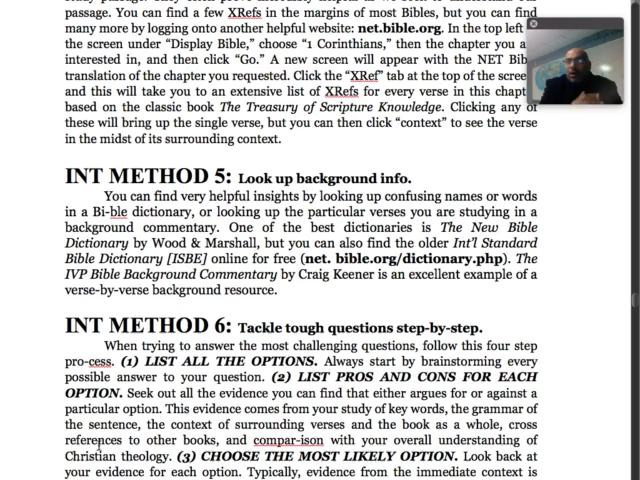 passage. You can find a few XRefs in the margins of most Bibles, but you can find
many more by logging onto another helpful website: net.bible.org. In the top left of
the screen under “Display Bible,” choose “1 Corinthians,” then the chapter you a
interested in, and then click “Go.” A new screen will appear with the NET Bib
translation of the chapter you requested. Click the “XRef” tab at the top of the scree
and this will take you to an extensive list of XRefs for every verse in this chapt
based on the classic book The Treasury of Scripture Knowledge. Clicking any of
these will bring up the single verse, but you can then click “context” to see the verse
in the midst of its surrounding context.
INT METHOD 5: Look up background info.
You can find very helpful insights by looking up confusing names or words
in a Bi-ble dictionary, or looking up the particular verses you are studying in a
background commentary. One of the best dictionaries is The New Bible
Dictionary by Wood & Marshall, but you can also find the older Int’l Standard
Bible Dictionary [ISBE] online for free (net. bible.org/dictionary.php). The
IVP Bible Background Commentary by Craig Keener is an excellent example of a
verse-by-verse background resource.
INT METHOD 6: Tackle tough questions step-by-step.
When trying to answer the most challenging questions, follow this four step
pro-cess. (1) LIST ALL THE OPTIONS. Always start by brainstorming every
possible answer to your question. (2) LIST PROS AND CONS FOR EACH
OPTION. Seek out all the evidence you can find that either argues for or against a
particular option. This evidence comes from your study of key words, the grammar of
the sentence, the context of surrounding verses and the book as a whole, cross
references to other books, and compar-ison with your overall understanding of
Christian theology. (3) CHOOSE THE MOST LIKELY OPTION. Look back at
your evidence for each option. Typically, evidence from the immediate context is